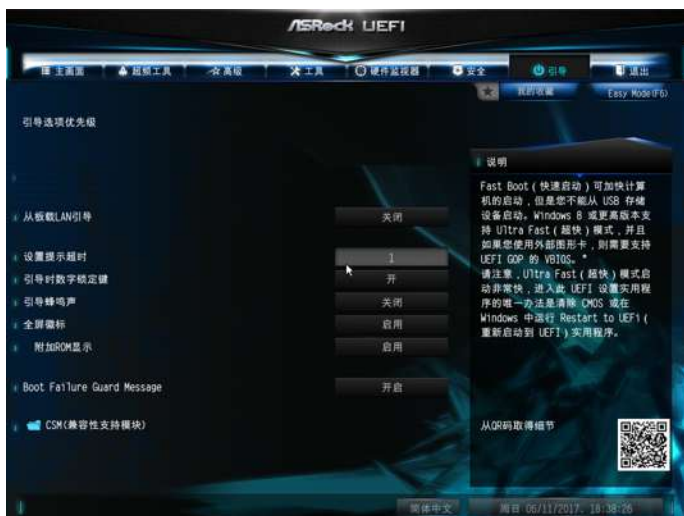 ASRock UEFI
主画面 超频工具 高级 工具 硬件监视器 安全 引导 退出
我的收藏 Easy Mode(F6)
引导选项优先级
从板载LAN引导 关闭
设置提示超时 1
引导时数字锁定键 开
引导蜂鸣声 关闭
全屏徽标 启用
附加ROM显示 启用
Boot Failure Guard Message 开启
CSM(兼容性支持模块)
说明
Fast Boot(快速启动)可加快计算
机的启动,但是您不能从 USB 存储
设备启动。Windows 8 或更高版本支
持 Ultra Fast(超快)模式,并且
如果您使用外部图形卡,则需要支持
UEFI GOP 的 VBIOS。*
请注意,Ultra Fast(超快)模式启
动非常快,进入此 UEFI 设置实用程
序的唯一办法是清除 CMOS 或在
Windows 中运行 Restart to UEFI(
重新启动到 UEFI)实用程序。
从QR码取得细节
简体中文 周日 06/11/2017, 18:38:26